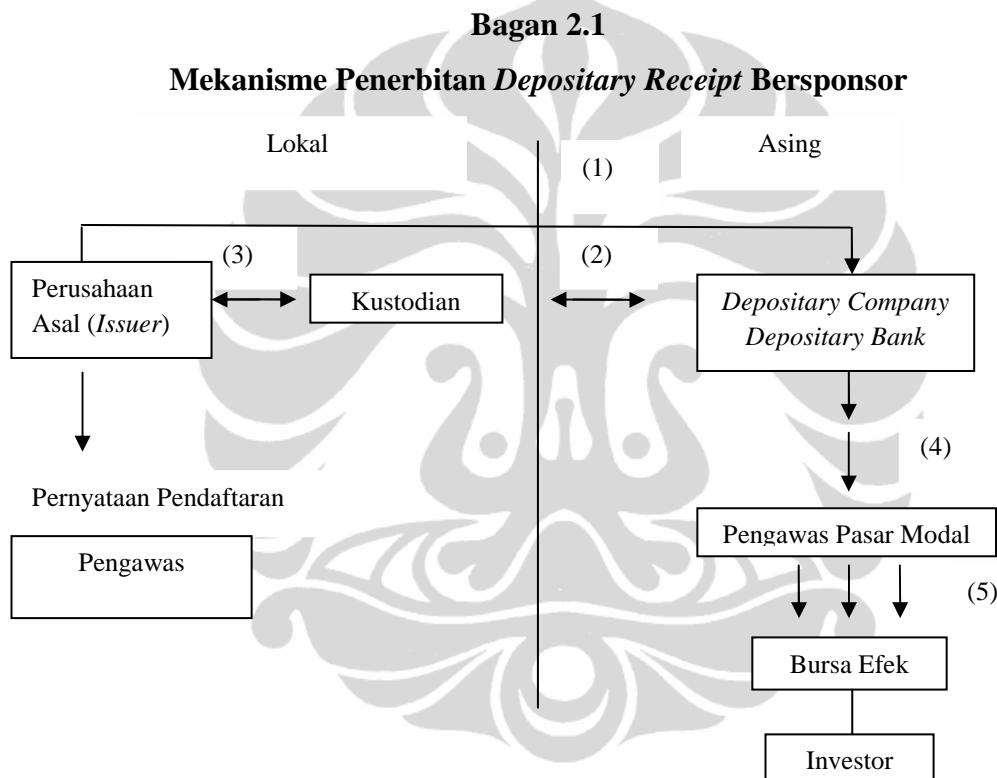 Bagan 2.1
Mekanisme Penerbitan Depositary Receipt Bersponsor
Lokal
Asing
(1)
(3)
(2)
Perusahaan
Asal (Issuer)
Kustodian
Depositary Company
Depositary Bank
(4)
Pernyataan Pendaftaran
Pengawas Pasar Modal
Pengawas
(5)
Bursa Efek
Investor